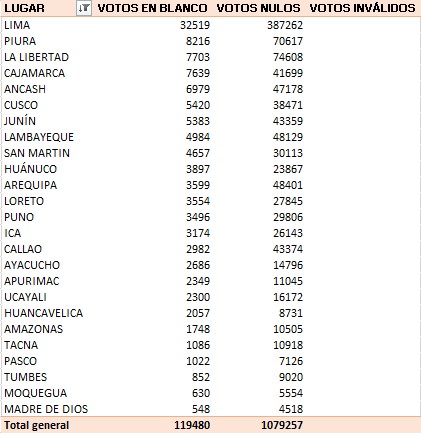 LUGAR VOTOS EN BLANCO VOTOS NULOS VOTOS INVÁLIDOS
LIMA 32519 387262
PIURA 8216 70617
LA LIBERTAD 7703 74608
CAJAMARCA 7639 41699
ANCASH 6979 47178
CUSCO 5420 38471
JUNÍN 5383 43359
LAMBAYEQUE 4984 48129
SAN MARTIN 4657 30113
HUÁNUCO 3897 23867
AREQUIPA 3599 48401
LORETO 3554 27845
PUNO 3496 29806
ICA 3174 26143
CALLAO 2982 43374
AYACUCHO 2686 14796
APURIMAC 2349 11045
UCAYALI 2300 16172
HUANCAVELICA 2057 8731
AMAZONAS 1748 10505
TACNA 1086 10918
PASCO 1022 7126
TUMBES 852 9020
MOQUEGUA 630 5554
MADRE DE DIOS 548 4518
Total general 119480 1079257